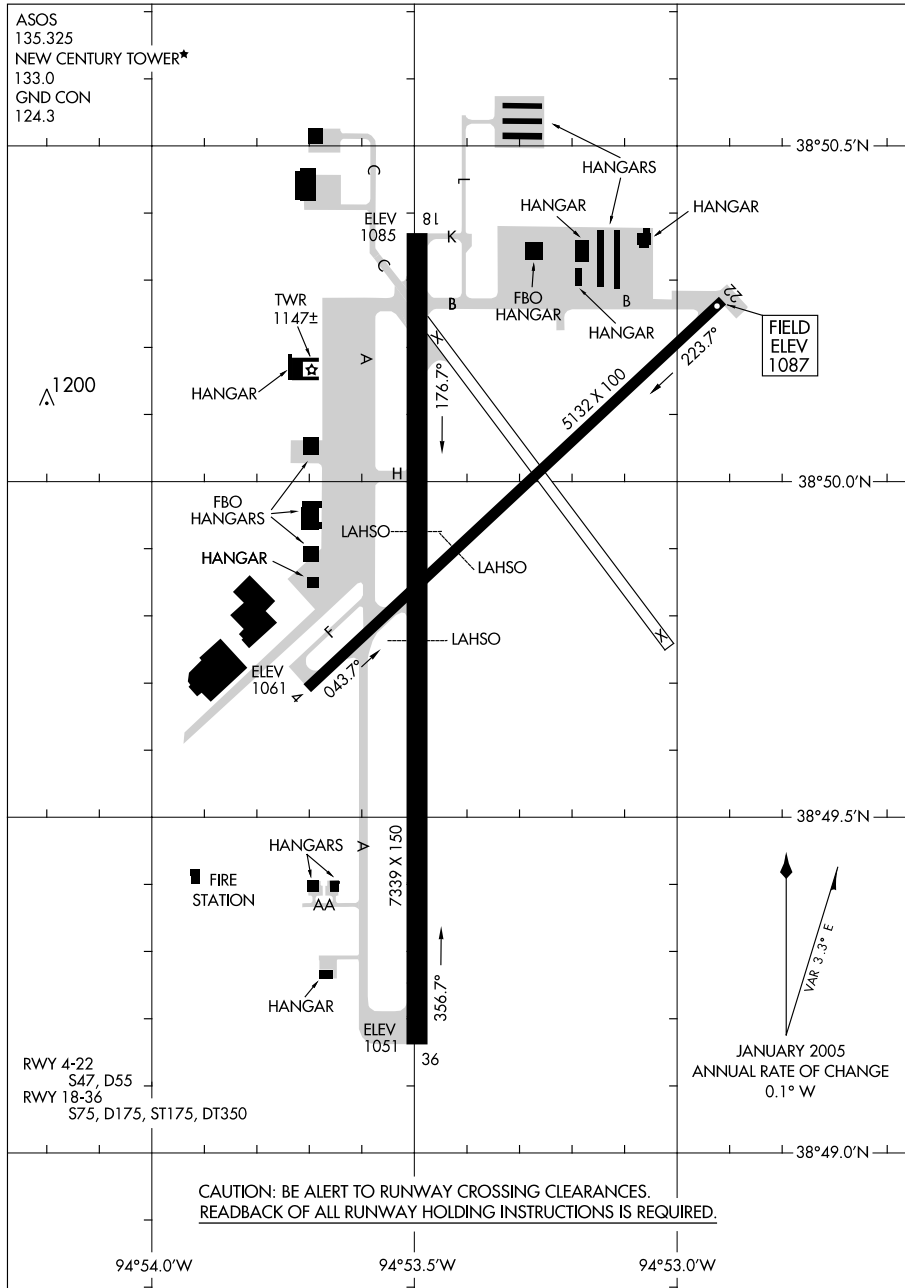 ASOS
135.325
NEW CENTURY TOWER★
133.0
GND CON
124.3
38°50.5'N
HANGARS
HANGAR
HANGAR
C
L
ELEV
1085
18
K
C
FBO
HANGAR
HANGAR
B
B
22
TWR
1147±
FIELD
ELEV
1087
A
X
176.7°
223.7°
HANGAR
1200
5132 X 100
H
38°50.0'N
FBO
HANGARS
LAHSO
LAHSO
HANGAR
F
LAHSO
X
ELEV
1061
4
043.7°
38°49.5'N
A
7339 X 150
HANGARS
FIRE
STATION
AA
VAR 3.3° E
356.7°
HANGAR
ELEV
1051
36
JANUARY 2005
ANNUAL RATE OF CHANGE
0.1° W
RWY 4-22
S47, D55
RWY 18-36
S75, D175, ST175, DT350
38°49.0'N
CAUTION: BE ALERT TO RUNWAY CROSSING CLEARANCES.
READBACK OF ALL RUNWAY HOLDING INSTRUCTIONS IS REQUIRED.
94°54.0'W
94°53.5'W
94°53.0'W